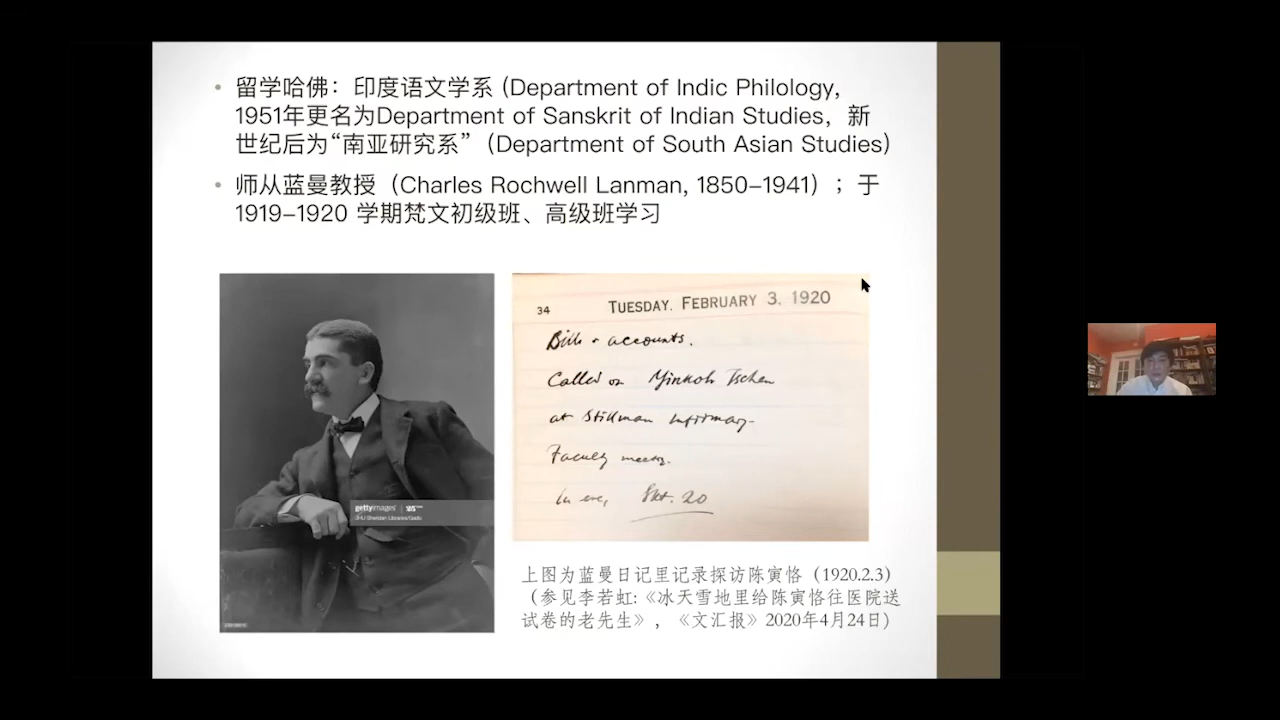 • 留学哈佛：印度语文学系 (Department of Indic Philology,
1951年更名为Department of Sanskrit of Indian Studies，新
世纪后为“南亚研究系”（Department of South Asian Studies）
• 师从蓝曼教授（Charles Rochwell Lanman, 1850–1941）；于
1919–1920 学期梵文初级班、高级班学习
34 TUESDAY, FEBRUARY 3, 1920
Bills & accounts.
Called on Yinkoh Tschen
at Stillman Infirmary.
Faculty meetg.
In eve, Skt. 20
gettyimages
JHU Sheridan Libraries/Gado
上图为蓝曼日记里记录探访陈寅恪（1920.2.3）
（参见李若虹:《冰天雪地里给陈寅恪往医院送
试卷的老先生》，《文汇报》2020年4月24日）